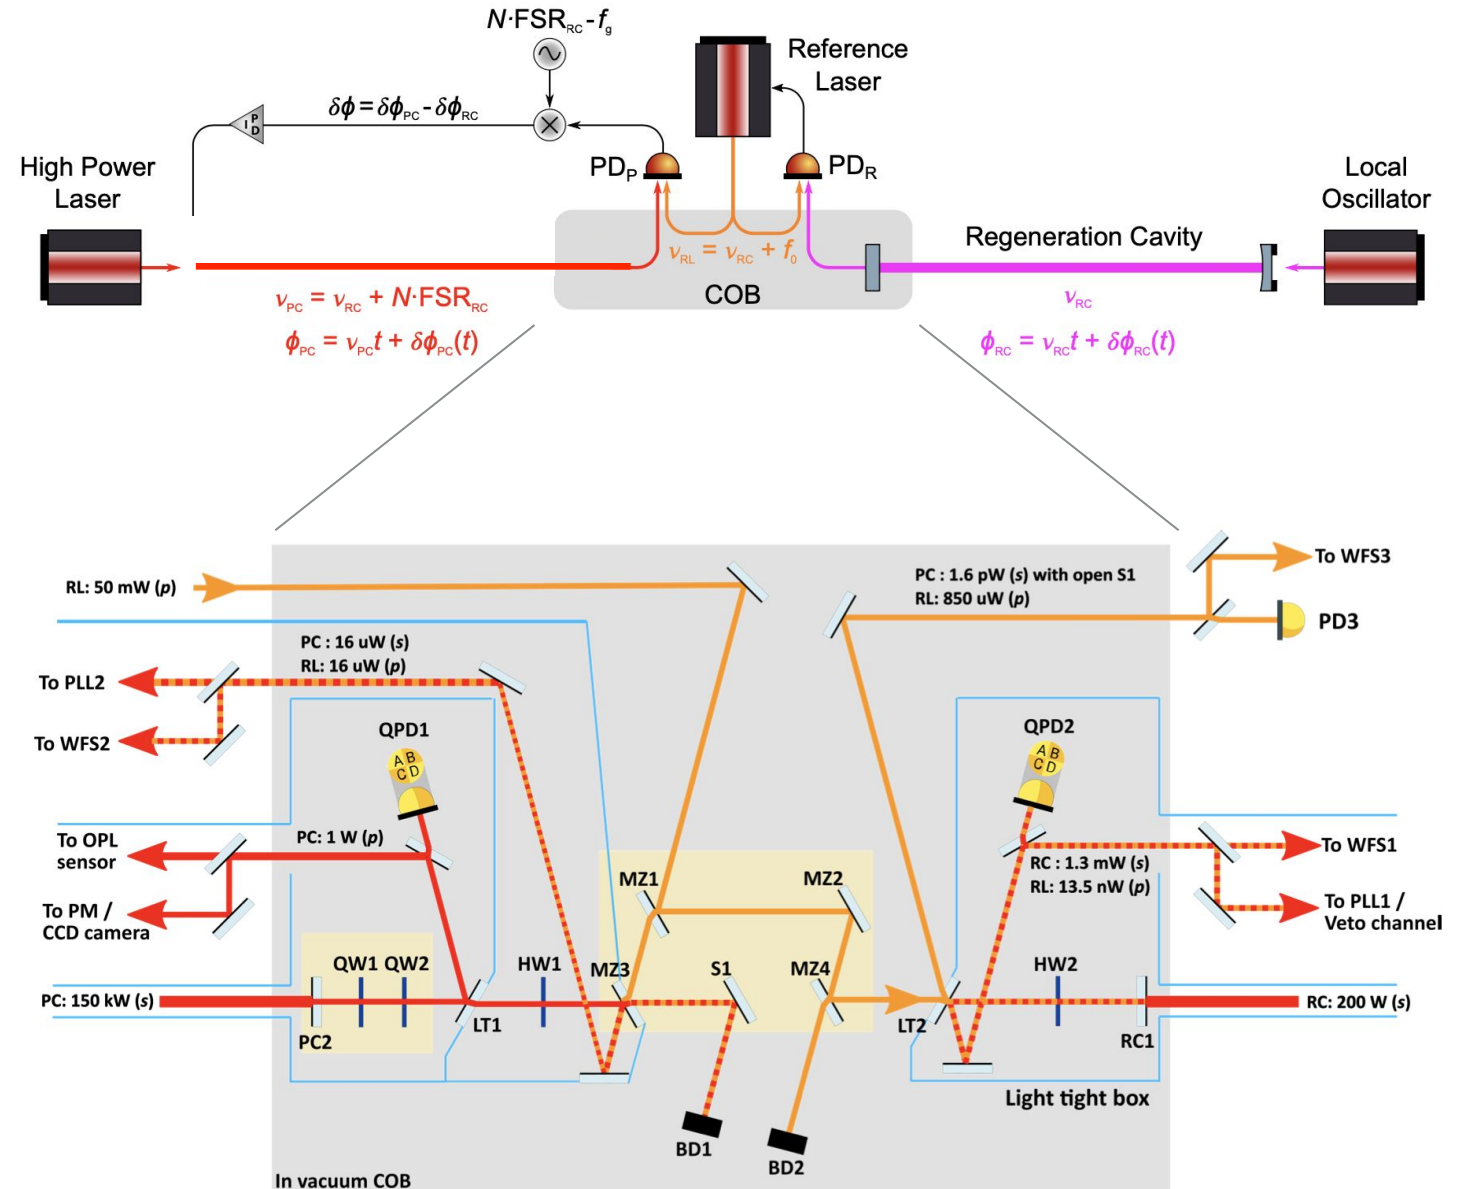 N·FSR_RC - f_g
Reference
Laser
δϕ = δϕ_PC - δϕ_RC
I P D
High Power
Laser
PD_P
PD_R
Local
Oscillator
ν_RL = ν_RC + f_0
Regeneration Cavity
COB
ν_PC = ν_RC + N·FSR_RC
ν_RC
ϕ_PC = ν_PC t + δϕ_PC(t)
ϕ_RC = ν_RC t + δϕ_RC(t)
RL: 50 mW (p)
PC : 1.6 pW (s) with open S1
RL: 850 uW (p)
To WFS3
PD3
PC : 16 uW (s)
RL: 16 uW (p)
To PLL2
To WFS2
QPD1
A B
C D
QPD2
A B
C D
PC: 1 W (p)
To OPL
sensor
To PM /
CCD camera
RC : 1.3 mW (s)
RL: 13.5 nW (p)
To WFS1
To PLL1 /
Veto channel
MZ1
MZ2
QW1
QW2
HW1
MZ3
S1
MZ4
HW2
PC: 150 kW (s)
RC: 200 W (s)
PC2
LT1
LT2
RC1
Light tight box
BD1
BD2
In vacuum COB